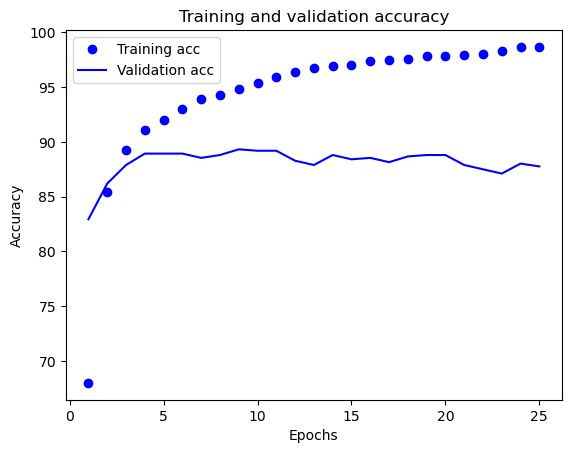 Training and validation accuracy
100
Training acc
Validation acc
95
90
85
80
75
70
Accuracy
0
5
10
15
20
25
Epochs